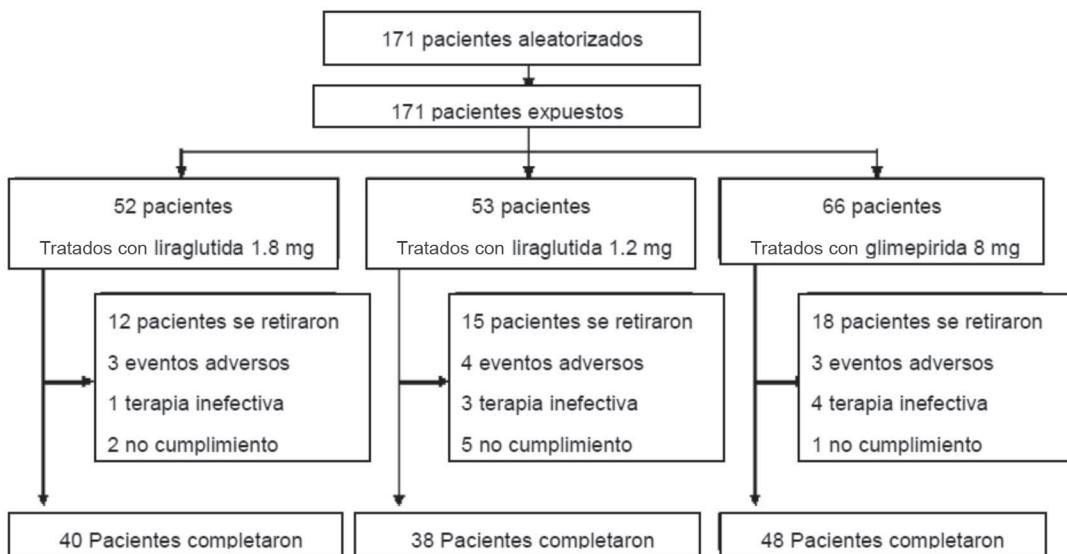 171 pacientes aleatorizados
171 pacientes expuestos
52 pacientes
Tratados con liraglutida 1.8 mg
53 pacientes
Tratados con liraglutida 1.2 mg
66 pacientes
Tratados con glimepirida 8 mg
12 pacientes se retiraron
3 eventos adversos
1 terapia inefectiva
2 no cumplimiento
15 pacientes se retiraron
4 eventos adversos
3 terapia inefectiva
5 no cumplimiento
18 pacientes se retiraron
3 eventos adversos
4 terapia inefectiva
1 no cumplimiento
40 Pacientes completaron
38 Pacientes completaron
48 Pacientes completaron